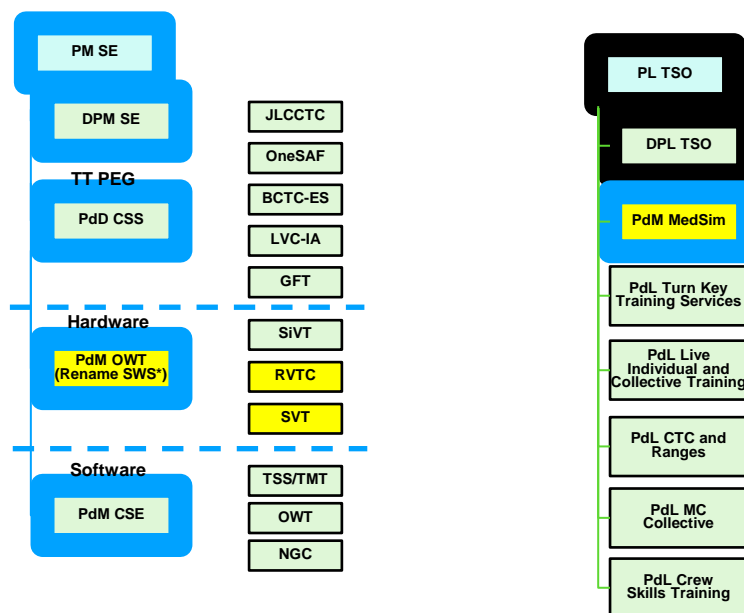 PM SE
DPM SE
TT PEG
PdD CSS
Hardware
PdM OWT
(Rename SWS*)
Software
PdM CSE
JLCCTC
OneSAF
BCTC-ES
LVC-IA
GFT
SiVT
RVTC
SVT
TSS/TMT
OWT
NGC
PL TSO
DPL TSO
PdM MedSim
PdL Turn Key
Training Services
PdL Live
Individual and
Collective Training
PdL CTC and
Ranges
PdL MC
Collective
PdL Crew
Skills Training